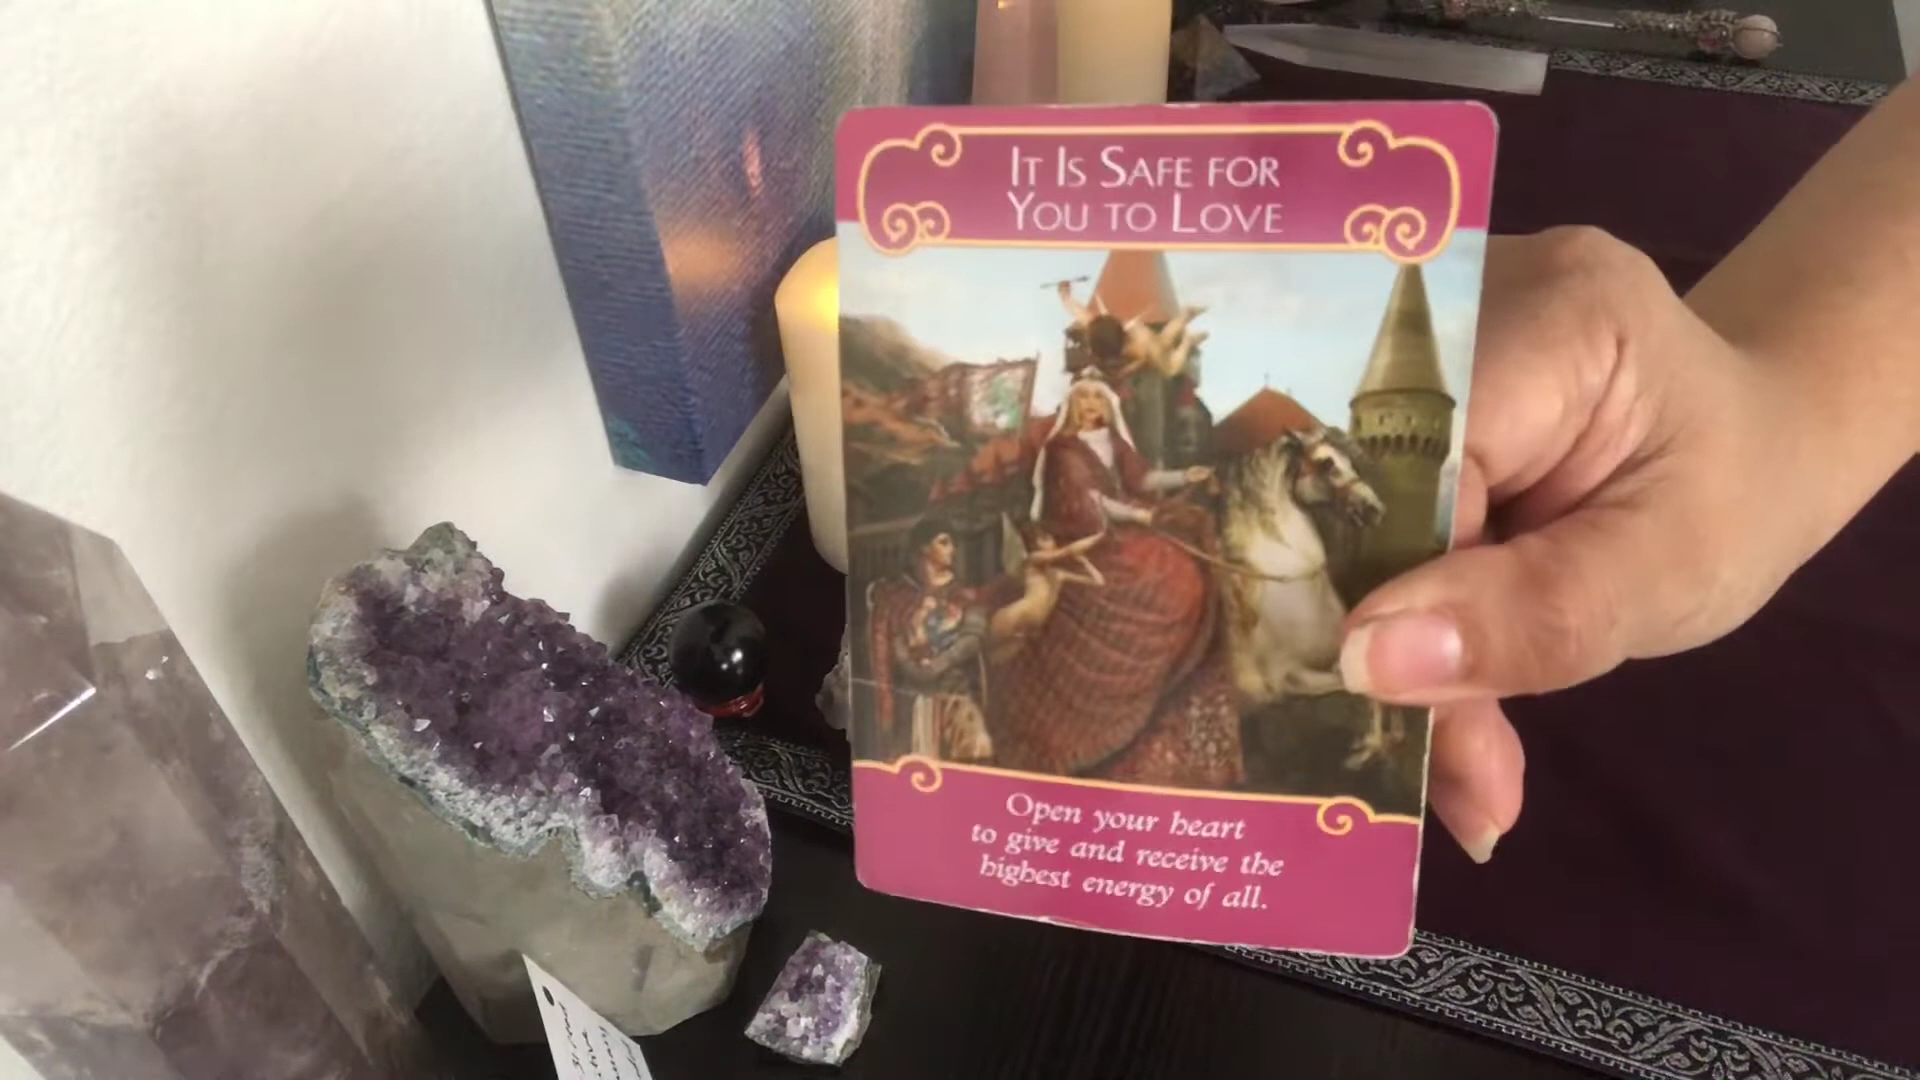 IT IS SAFE FOR
YOU TO LOVE
Open your heart
to give and receive the
highest energy of all.